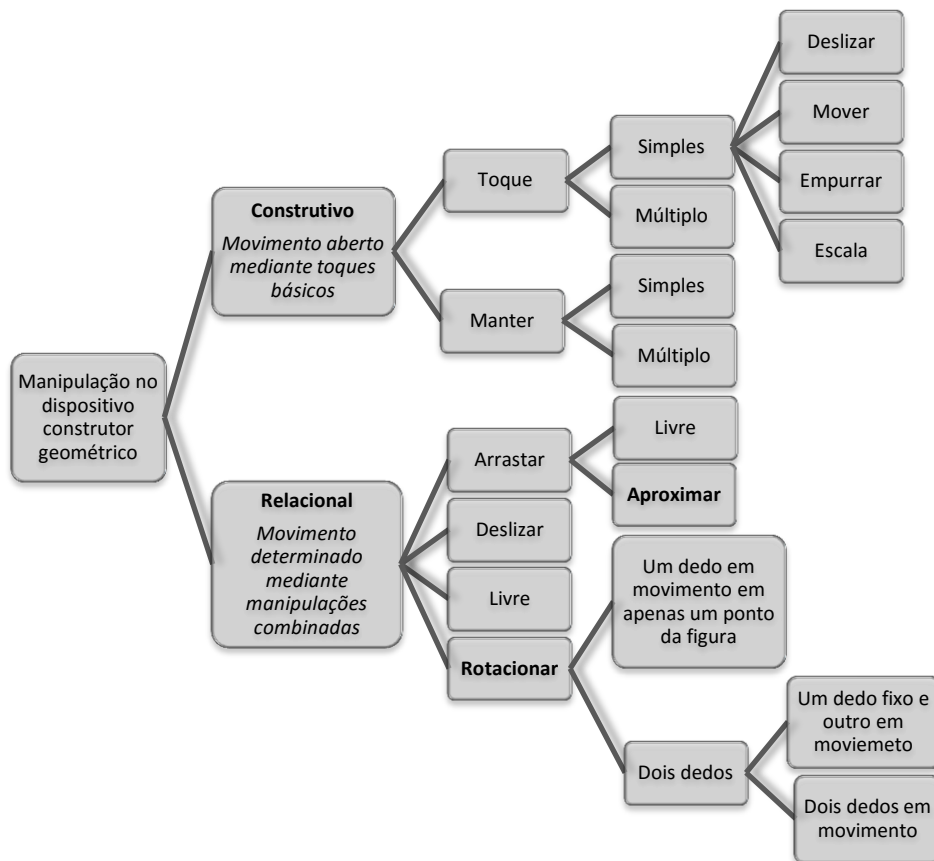 Manipulação no
dispositivo
construtor
geométrico
Construtivo
Movimento aberto
mediante toques
básicos
Toque
Simples
Deslizar
Mover
Empurrar
Escala
Múltiplo
Manter
Simples
Múltiplo
Relacional
Movimento
determinado
mediante
manipulações
combinadas
Arrastar
Livre
Aproximar
Deslizar
Livre
Rotacionar
Um dedo em
movimento em
apenas um ponto
da figura
Dois dedos
Um dedo fixo e
outro em
moviemeto
Dois dedos em
movimento